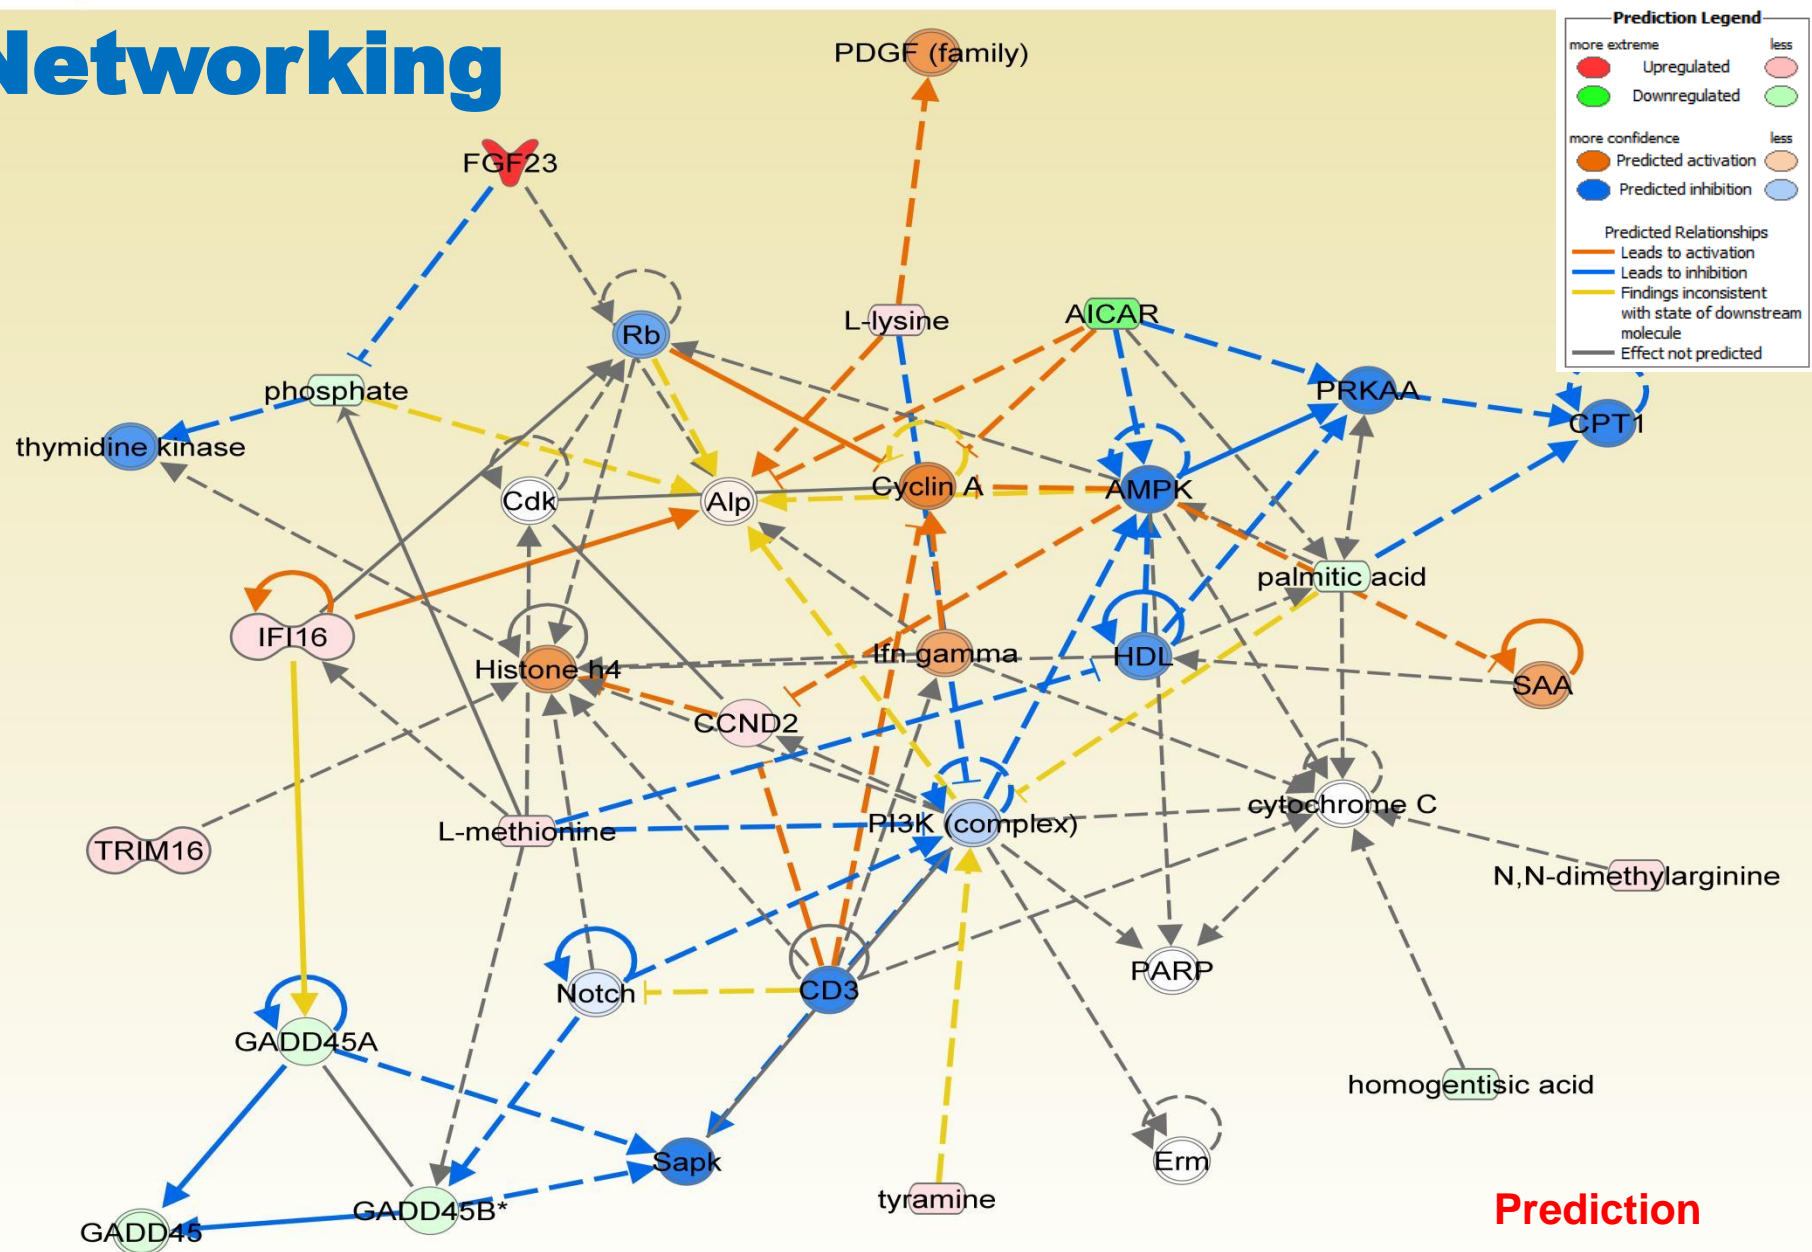 Networking
Prediction Legend
more extreme less
Upregulated
Downregulated
more confidence less
Predicted activation
Predicted inhibition
Predicted Relationships
Leads to activation
Leads to inhibition
Findings inconsistent
with state of downstream
molecule
Effect not predicted
PDGF (family)
FGF23
L-lysine
AICAR
Rb
phosphate
PRKAA
CPT1
thymidine kinase
Cdk
Alp
Cyclin A
AMPK
palmitic acid
IFI16
Histone h4
Ifn gamma
HDL
SAA
CCND2
L-methionine
PI3K (complex)
cytochrome C
TRIM16
N,N-dimethylarginine
Notch
CD3
PARP
GADD45A
homogentisic acid
Sapk
Erm
tyramine
GADD45B*
GADD45
Prediction